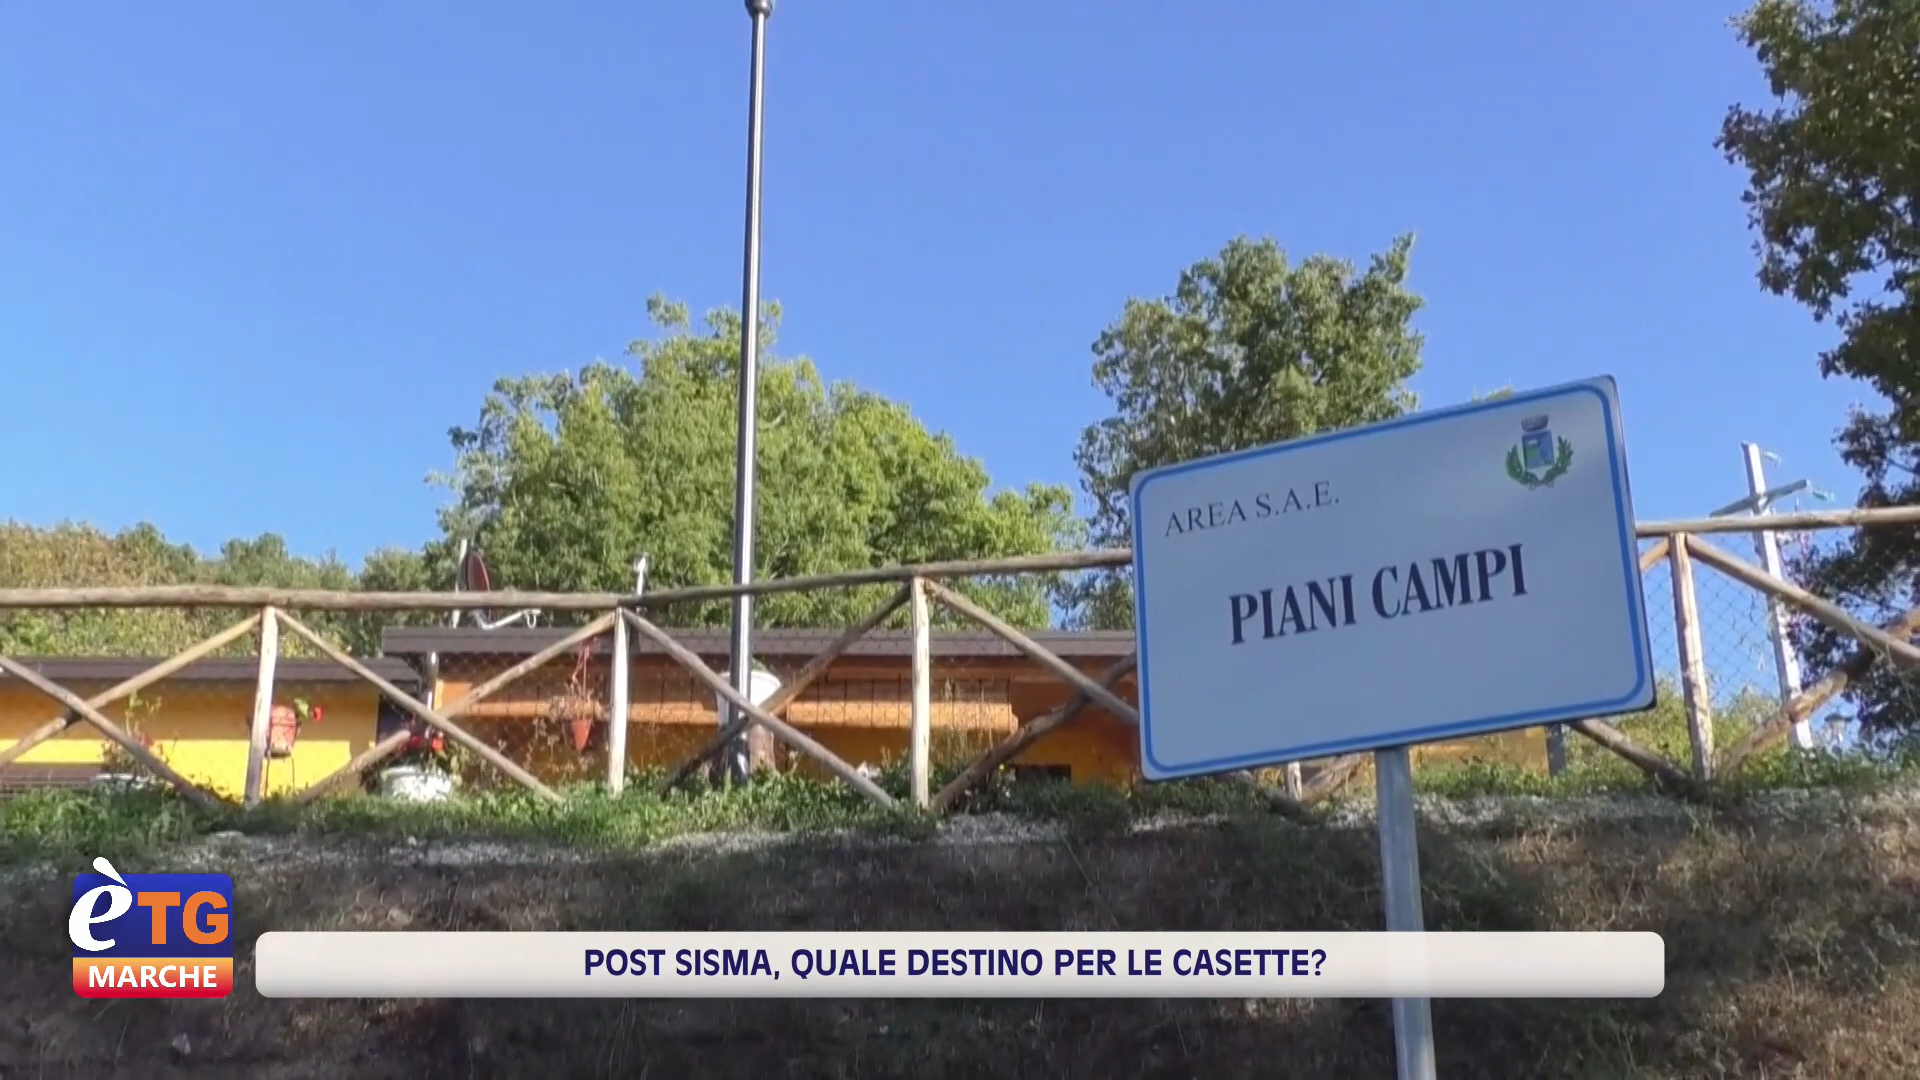 AREA S.A.E.
PIANI CAMPI
èTG
MARCHE
POST SISMA, QUALE DESTINO PER LE CASETTE?